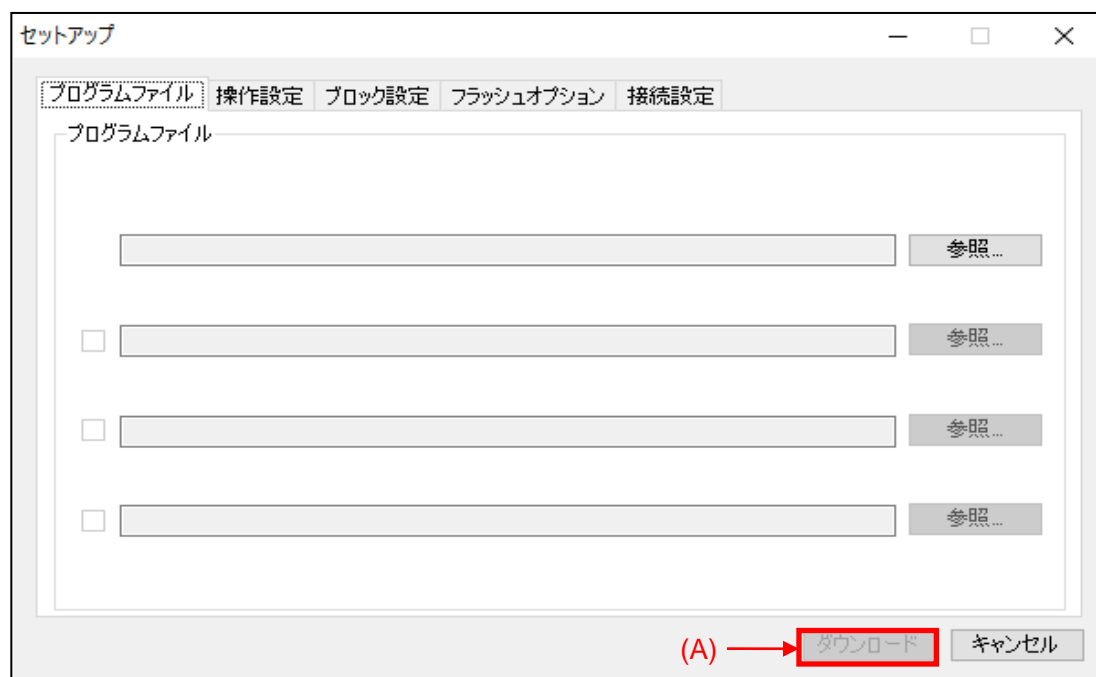 セットアップ
プログラムファイル 操作設定 ブロック設定 フラッシュオプション 接続設定
プログラムファイル
参照...
参照...
参照...
参照...
(A) ダウンロード キャンセル